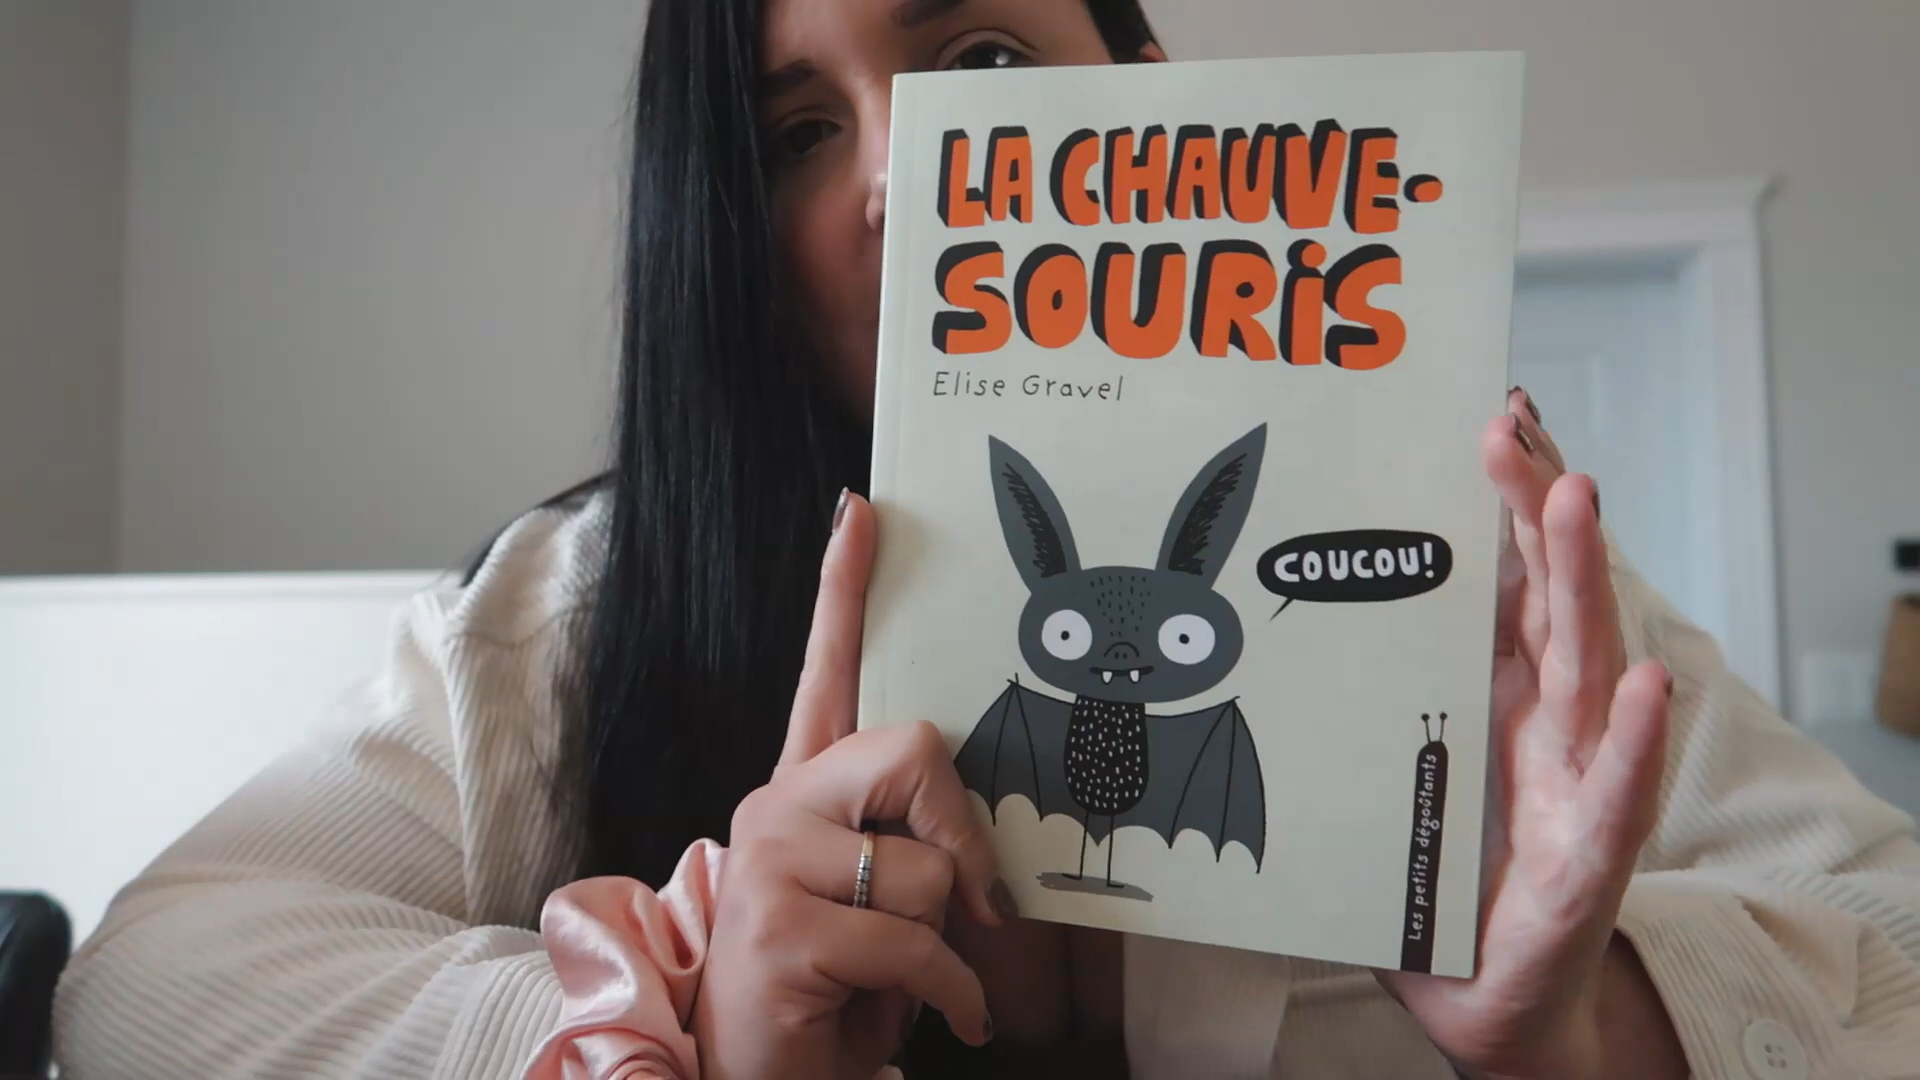 LA CHAUVE-
SOURIS
Elise Gravel
COUCOU!
Les petits dégoûtants